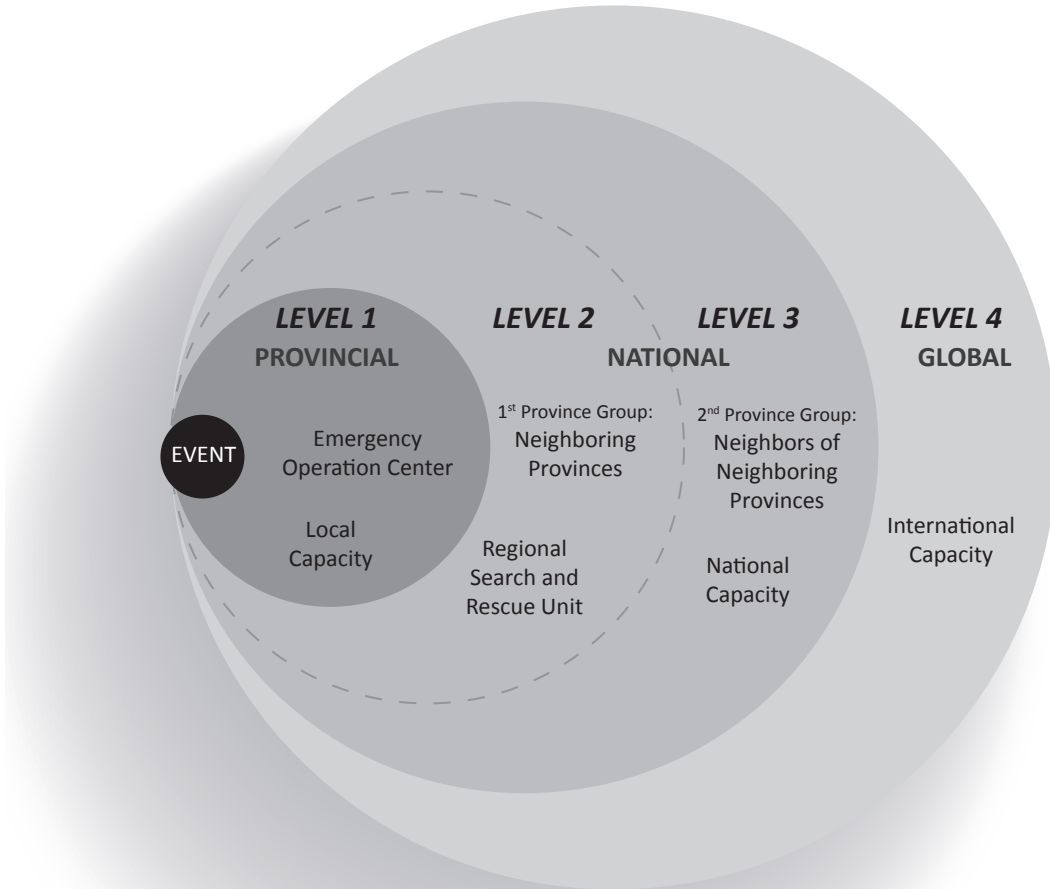 LEVEL 1
PROVINCIAL
EVENT
Emergency
Operation Center
Local
Capacity
LEVEL 2
LEVEL 3
NATIONAL
1st Province Group:
Neighboring
Provinces
Regional
Search and
Rescue Unit
2nd Province Group:
Neighbors of
Neighboring
Provinces
National
Capacity
LEVEL 4
GLOBAL
International
Capacity